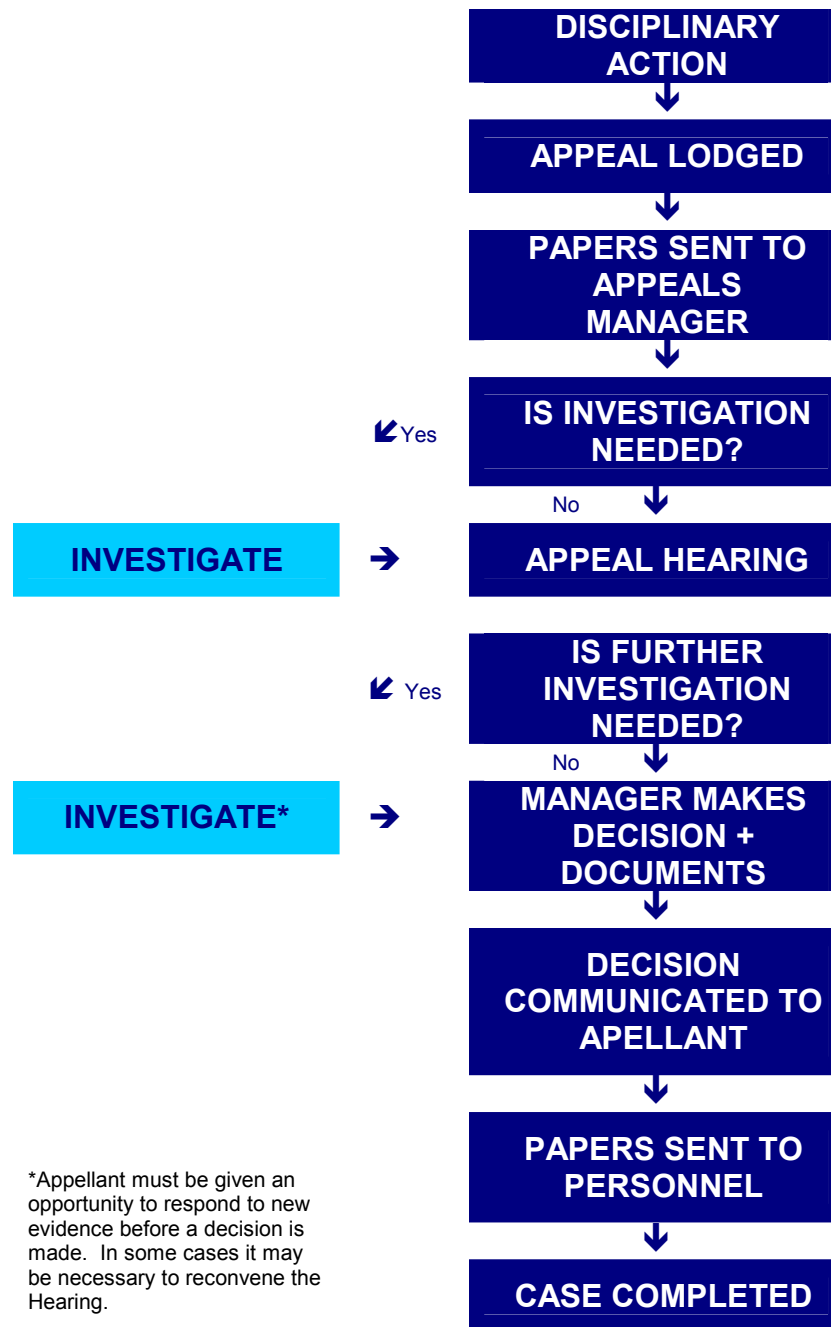 DISCIPLINARY
ACTION
APPEAL LODGED
PAPERS SENT TO
APPEALS
MANAGER
IS INVESTIGATION
NEEDED?
Yes
No
INVESTIGATE
APPEAL HEARING
IS FURTHER
INVESTIGATION
NEEDED?
Yes
No
INVESTIGATE*
MANAGER MAKES
DECISION +
DOCUMENTS
DECISION
COMMUNICATED TO
APELLANT
PAPERS SENT TO
PERSONNEL
*Appellant must be given an
opportunity to respond to new
evidence before a decision is
made.  In some cases it may
be necessary to reconvene the
Hearing.
CASE COMPLETED